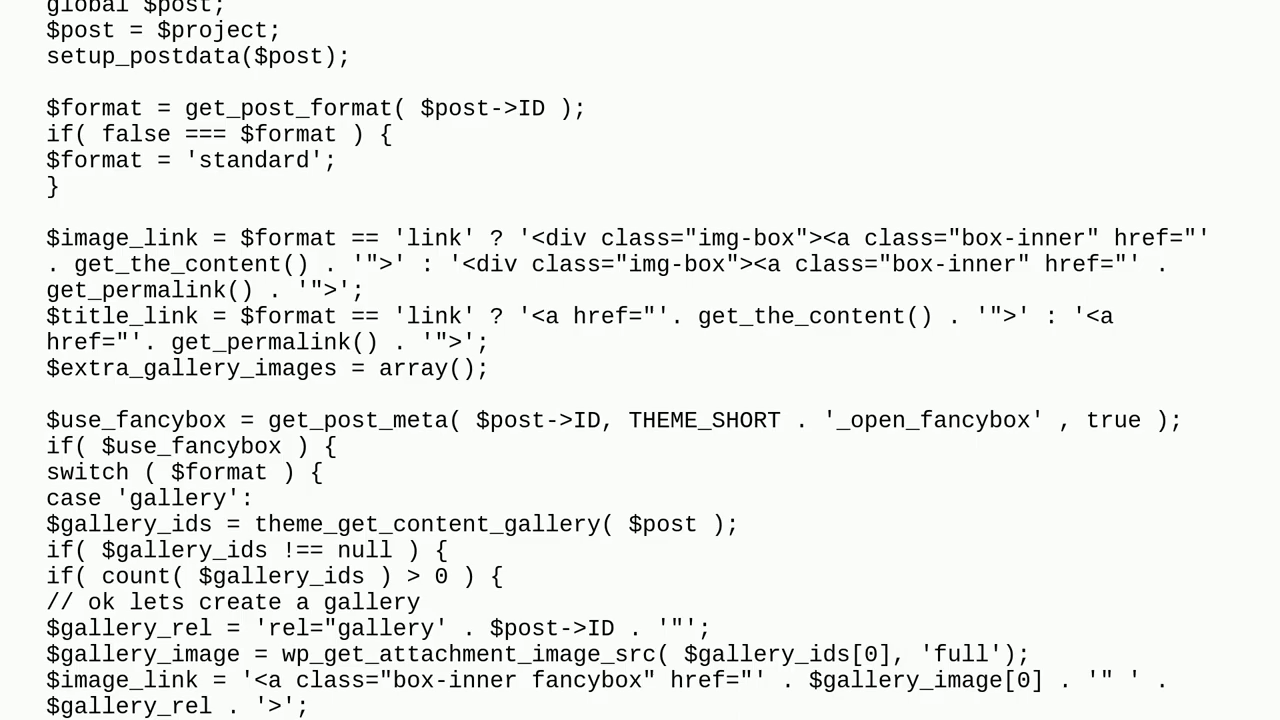 global $post;
$post = $project;
setup_postdata($post);
$format = get_post_format( $post->ID );
if( false === $format ) {
$format = 'standard';
}
$image_link = $format == 'link' ? '<div class="img-box"><a class="box-inner" href="'
. get_the_content() . '">' : '<div class="img-box"><a class="box-inner" href="' .
get_permalink() . '">';
$title_link = $format == 'link' ? '<a href="'. get_the_content() . '">' : '<a
href="'. get_permalink() . '">';
$extra_gallery_images = array();
$use_fancybox = get_post_meta( $post->ID, THEME_SHORT . '_open_fancybox' , true );
if( $use_fancybox ) {
switch ( $format ) {
case 'gallery':
$gallery_ids = theme_get_content_gallery( $post );
if( $gallery_ids !== null ) {
if( count( $gallery_ids ) > 0 ) {
// ok lets create a gallery
$gallery_rel = 'rel="gallery' . $post->ID . '"';
$gallery_image = wp_get_attachment_image_src( $gallery_ids[0], 'full');
$image_link = '<a class="box-inner fancybox" href="' . $gallery_image[0] . '" ' .
$gallery_rel . '>';